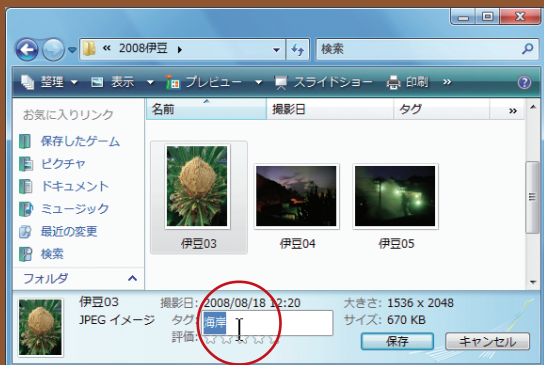 « 2008伊豆
検索
整理 表示 プレビュー スライドショー 印刷 »
お気に入りリンク
保存したゲーム
ピクチャ
ドキュメント
ミュージック
最近の変更
検索
フォルダ
名前 撮影日 タグ »
伊豆03 伊豆04 伊豆05
伊豆03 撮影日: 2008/08/18 12:20 大きさ: 1536 x 2048
JPEG イメージ タグ: 海岸 サイズ: 670 KB
評価: ☆☆☆☆☆
保存 キャンセル